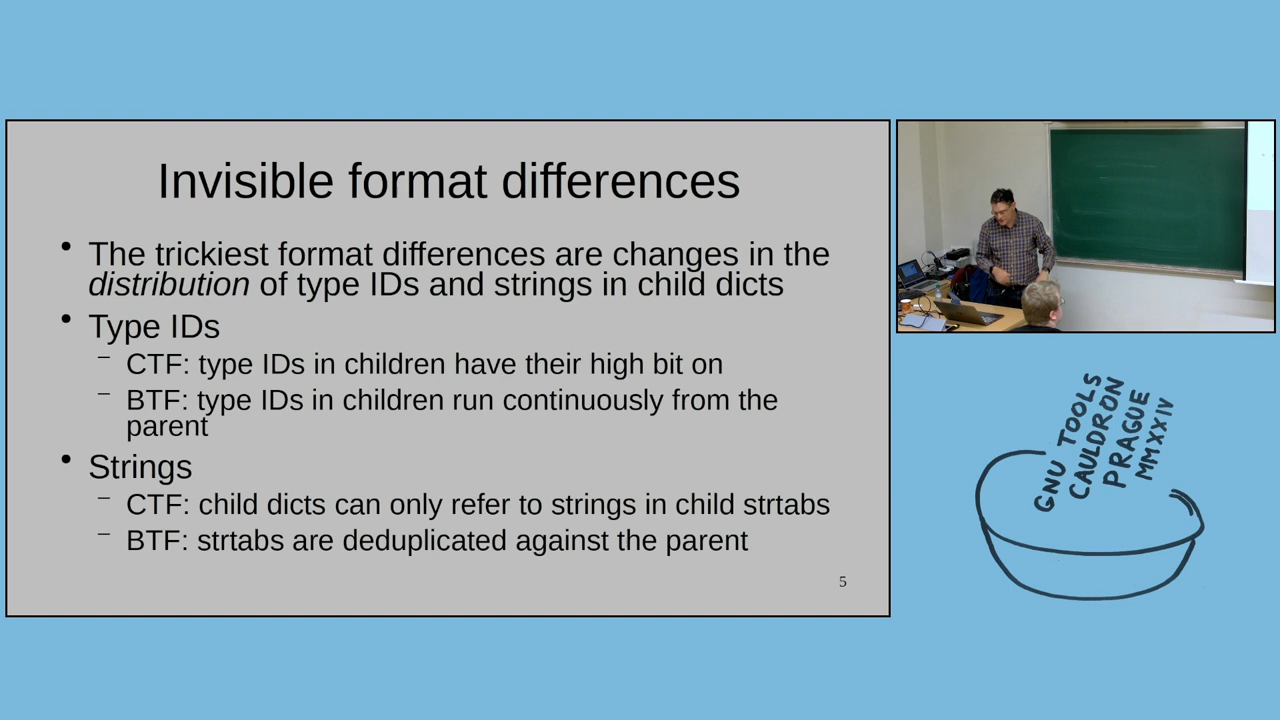 Invisible format differences
• The trickiest format differences are changes in the
distribution of type IDs and strings in child dicts
• Type IDs
– CTF: type IDs in children have their high bit on
– BTF: type IDs in children run continuously from the
parent
• Strings
– CTF: child dicts can only refer to strings in child strtabs
– BTF: strtabs are deduplicated against the parent
5
GNU TOOLS
CAULDRON
PRAGUE
MMXXIV